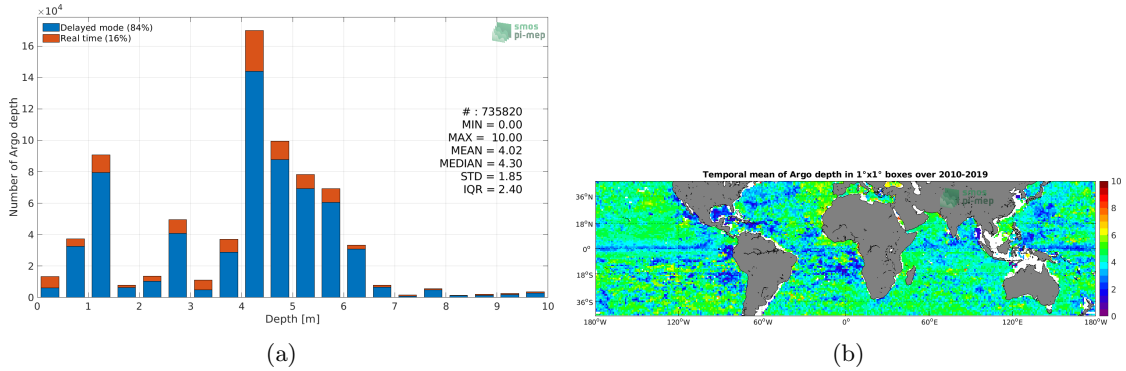 ×10⁴
Delayed mode (84%)
Real time (16%)
smos
pi-mep
18
16
14
12
10
8
6
4
2
0
Number of Argo depth
# : 735820
MIN = 0.00
MAX = 10.00
MEAN = 4.02
MEDIAN = 4.30
STD = 1.85
IQR = 2.40
0 1 2 3 4 5 6 7 8 9 10
Depth [m]
(a)
Temporal mean of Argo depth in 1°x1° boxes over 2010-2019
smos
pi-mep
36°N
18°N
0°
18°S
36°S
180°W 120°W 60°W 0° 60°E 120°E 180°W
10
8
6
4
2
0
(b)